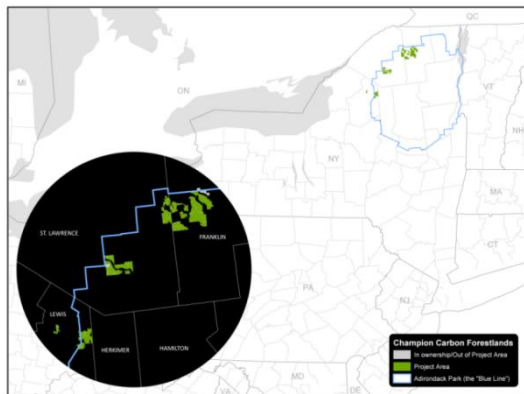 QC
MI
ON
VT
NH
NY
MA
CT
PA
NJ
MD
DE
VA
ST. LAWRENCE
FRANKLIN
LEWIS
HERKIMER
HAMILTON
Champion Carbon Forestlands
In ownership/Out of Project Area
Project Area
Adirondack Park (the "Blue Line")